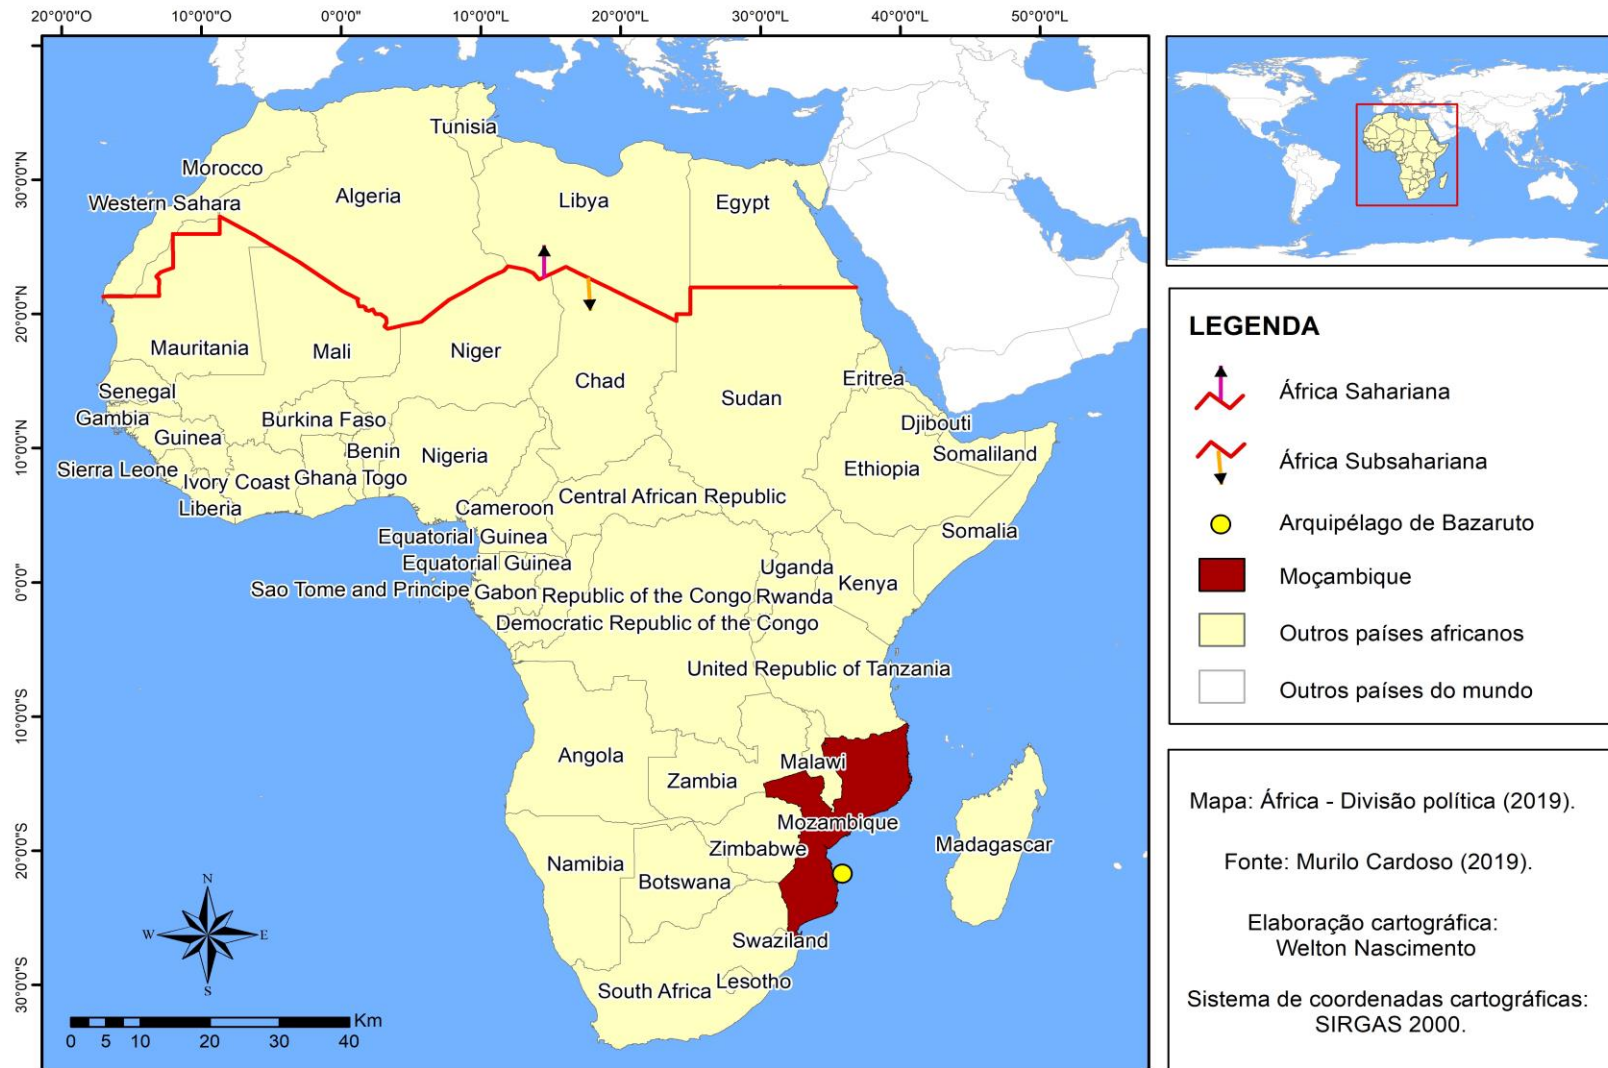 20°0'0"O
10°0'0"O
0°0'0"
10°0'0"L
20°0'0"L
30°0'0"L
40°0'0"L
50°0'0"L
30°0'0"N
20°0'0"N
10°0'0"N
0°0'0"
10°0'0"S
20°0'0"S
30°0'0"S
Tunisia
Morocco
Algeria
Libya
Egypt
Western Sahara
Mauritania
Mali
Niger
Chad
Sudan
Eritrea
Senegal
Gambia
Burkina Faso
Djibouti
Guinea
Benin
Nigeria
Somaliland
Sierra Leone
Ivory Coast
Ghana
Togo
Ethiopia
Liberia
Central African Republic
Cameroon
Somalia
Equatorial Guinea
Equatorial Guinea
Uganda
Kenya
Sao Tome and Principe
Gabon
Republic of the Congo
Rwanda
Democratic Republic of the Congo
United Republic of Tanzania
Angola
Malawi
Zambia
Mozambique
Zimbabwe
Madagascar
Namibia
Botswana
Swaziland
Lesotho
South Africa
N
W
E
S
Km
0 5 10 20 30 40
LEGENDA
África Sahariana
África Subsahariana
Arquipélago de Bazaruto
Moçambique
Outros países africanos
Outros países do mundo
Mapa: África - Divisão política (2019).
Fonte: Murilo Cardoso (2019).
Elaboração cartográfica:
Welton Nascimento
Sistema de coordenadas cartográficas:
SIRGAS 2000.